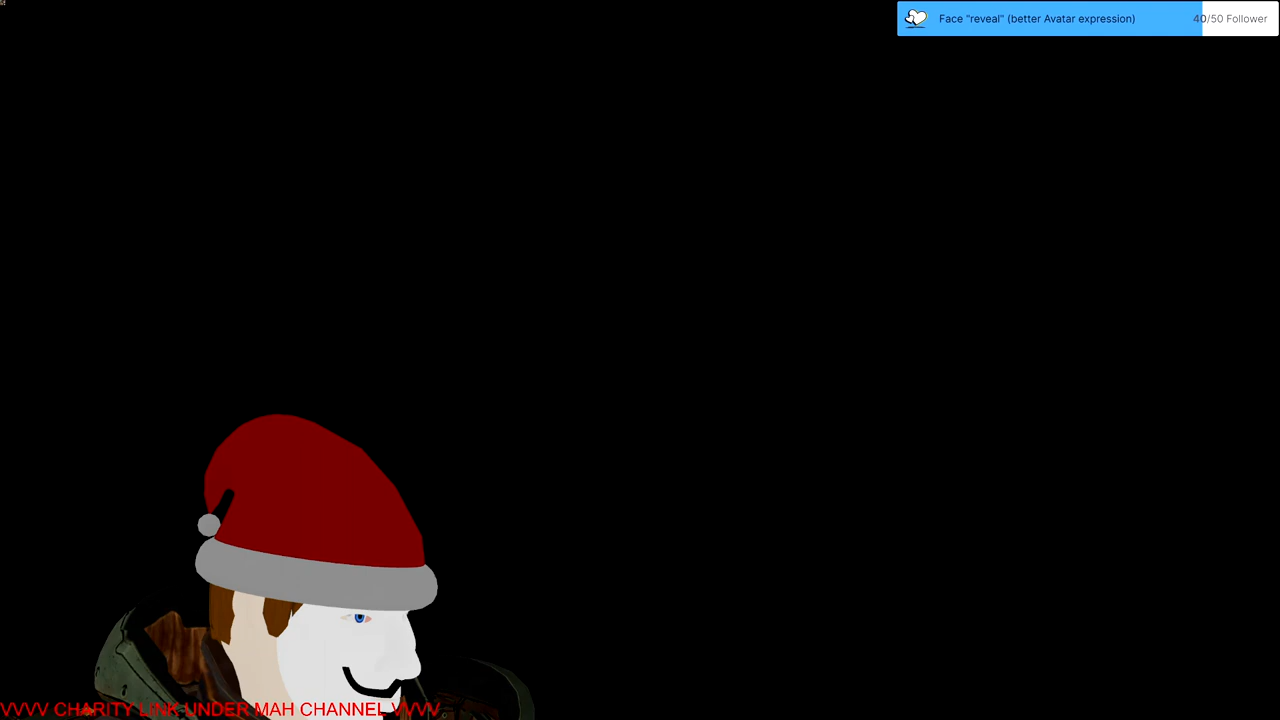 Face "reveal" (better Avatar expression) 40/50 Follower
VVVV CHARITY LINK UNDER MAH CHANNEL VVVV